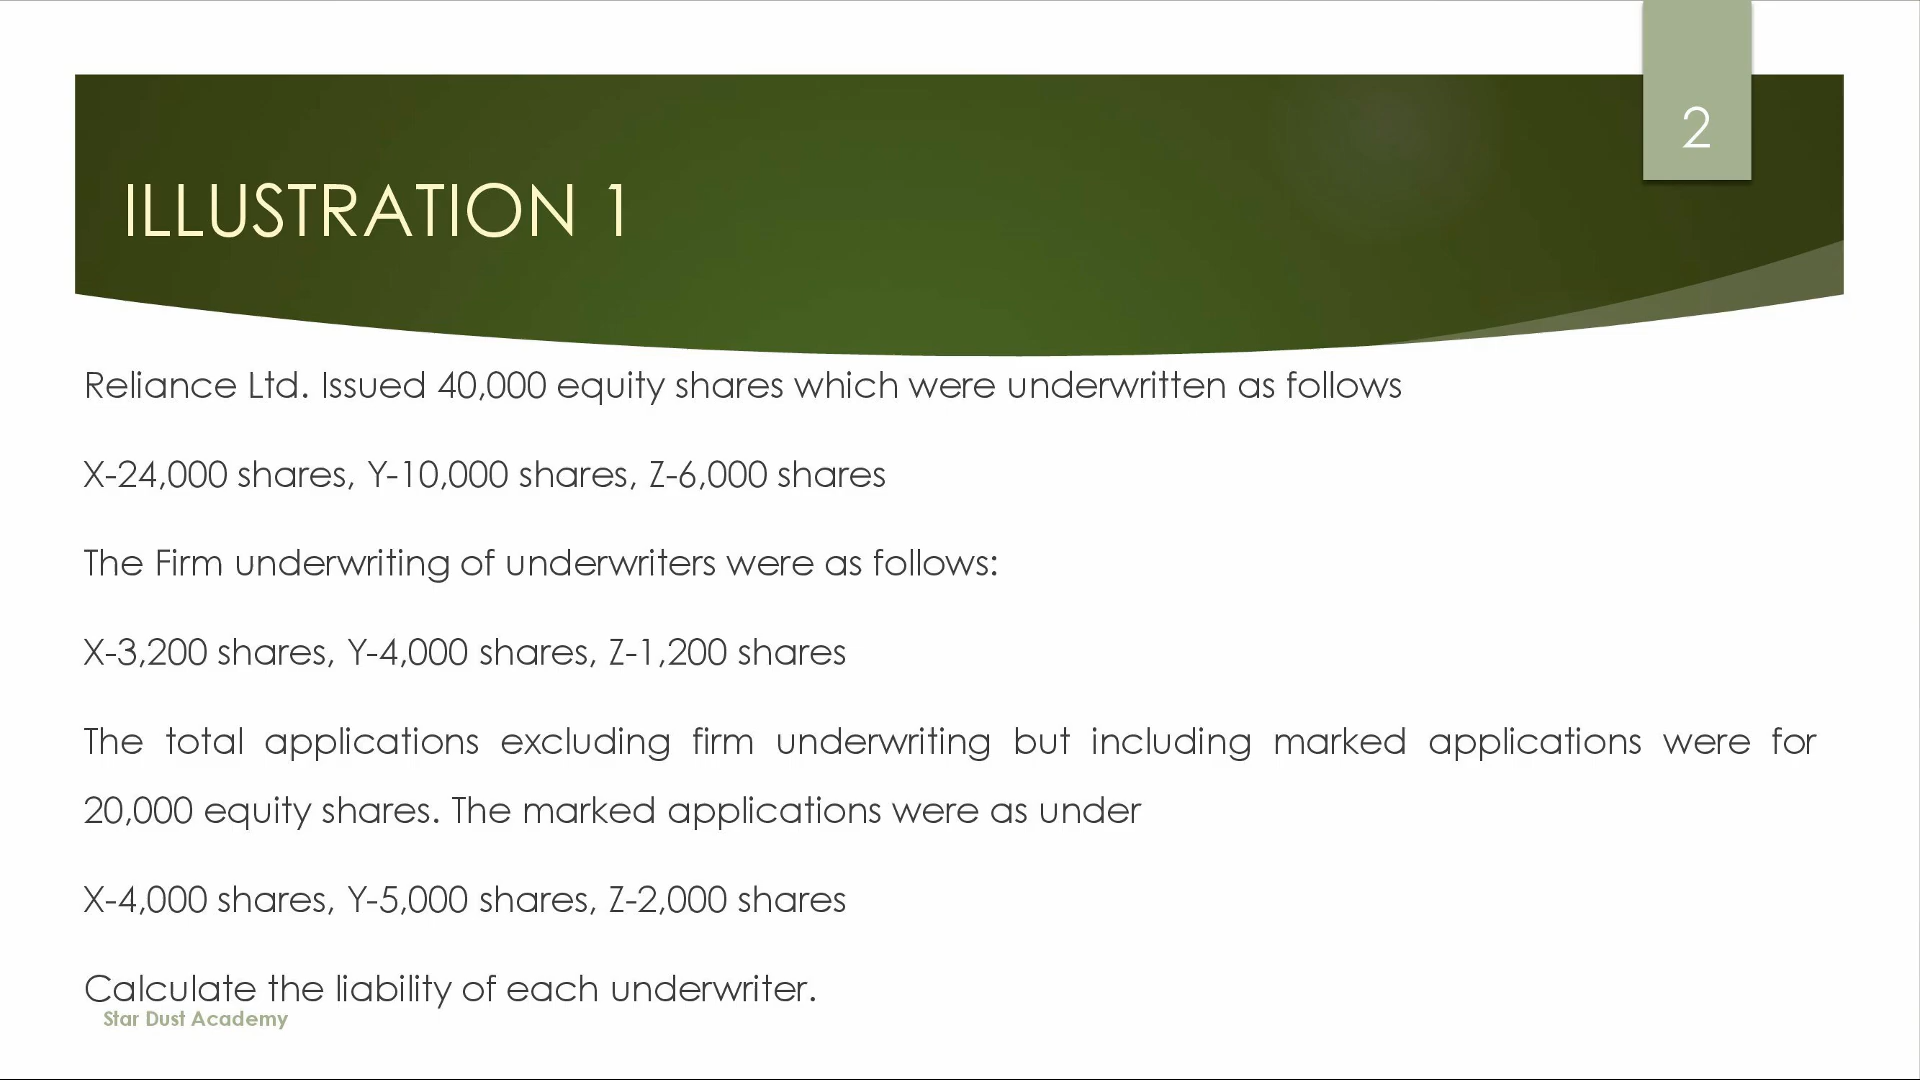 2
ILLUSTRATION 1
Reliance Ltd. Issued 40,000 equity shares which were underwritten as follows
X-24,000 shares, Y-10,000 shares, Z-6,000 shares
The Firm underwriting of underwriters were as follows:
X-3,200 shares, Y-4,000 shares, Z-1,200 shares
The total applications excluding firm underwriting but including marked applications were for
20,000 equity shares. The marked applications were as under
X-4,000 shares, Y-5,000 shares, Z-2,000 shares
Calculate the liability of each underwriter.
Star Dust Academy